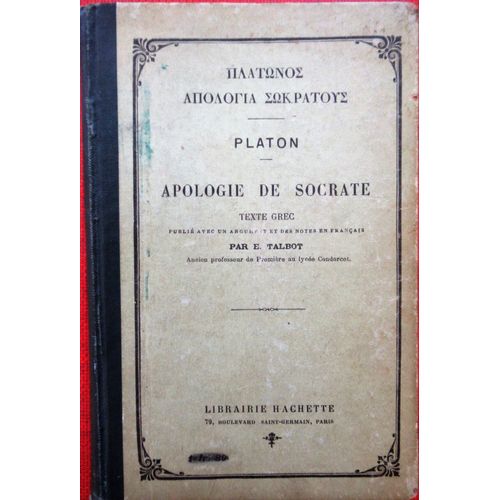 ΠΛΑΤΩΝΟΣ
ΑΠΟΛΟΓΙΑ ΣΩΚΡΑΤΟΥΣ
PLATON
APOLOGIE DE SOCRATE
TEXTE GREC
PUBLIÉ AVEC UN ARGUMENT ET DES NOTES EN FRANÇAIS
PAR E. TALBOT
Ancien professeur de Première au lycée Condorcet.
LIBRAIRIE HACHETTE
79, BOULEVARD SAINT-GERMAIN, PARIS